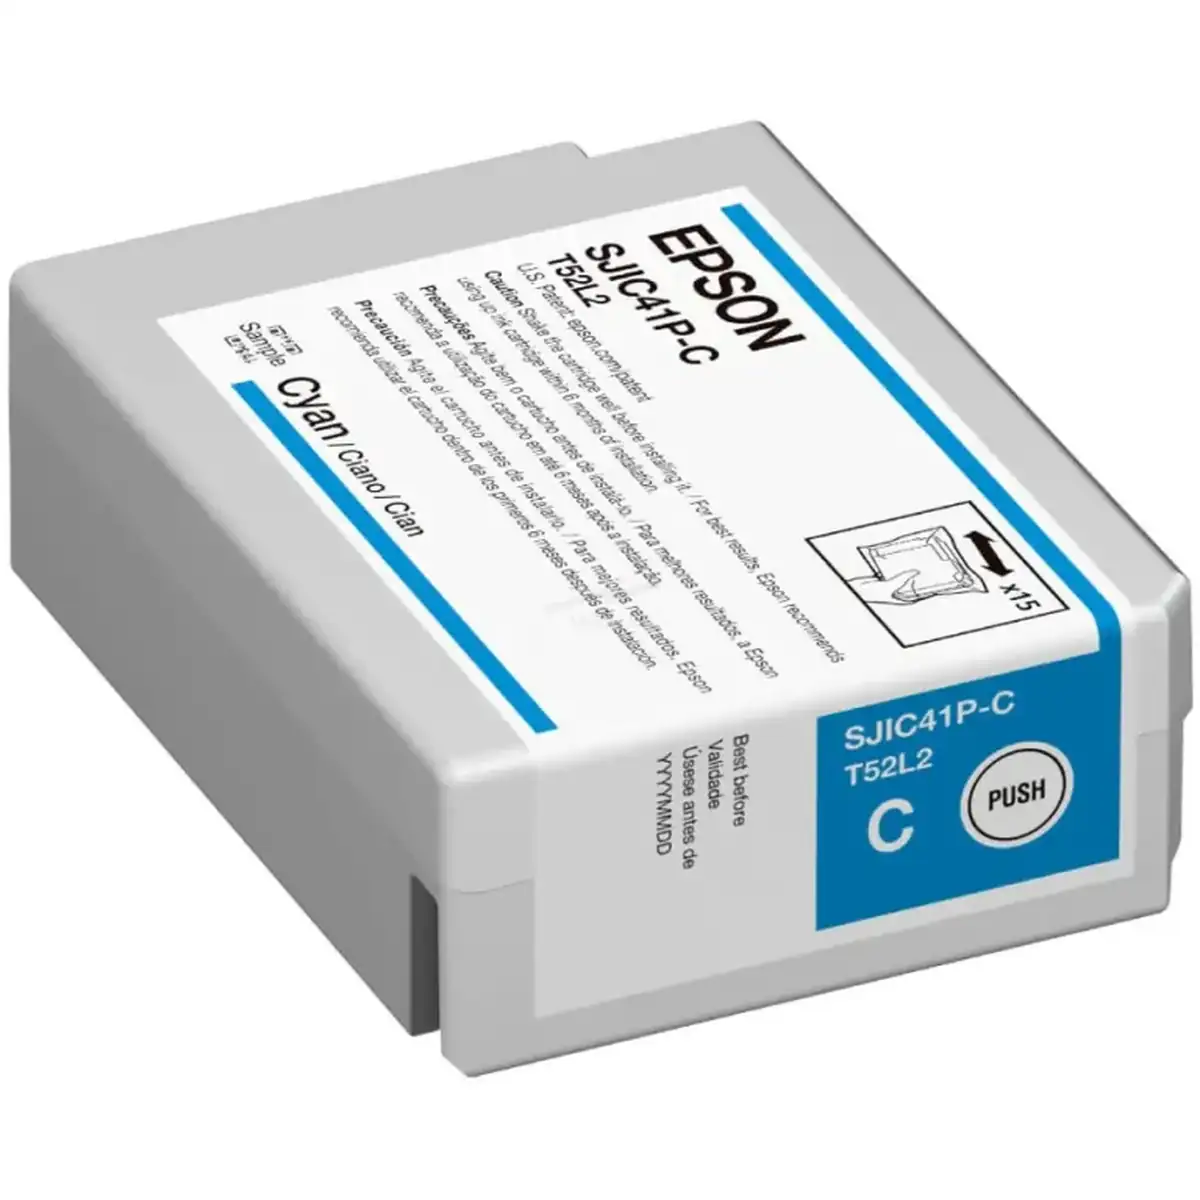 EPSON
SJIC41P-C
T52L2
U.S. Patent: epson.com/patent
Caution Shake the cartridge well before installing it. / For best results, Epson recommends
using up ink cartridge within 6 months of installation.
Precauções Agite bem o cartucho antes de instalá-lo. / Para melhores resultados, a Epson
recomenda a utilização do cartucho em até 6 meses após a instalação.
Precaución Agite el cartucho antes de instalarlo. / Para mejores resultados, Epson
recomienda utilizar el cartucho dentro de los primeros 6 meses después de instalación.
Sample
Cyan/Ciano/Cian
x15
Best before
Validade
Úsese antes de
YYYYMMDD
SJIC41P-C
T52L2
C
PUSH